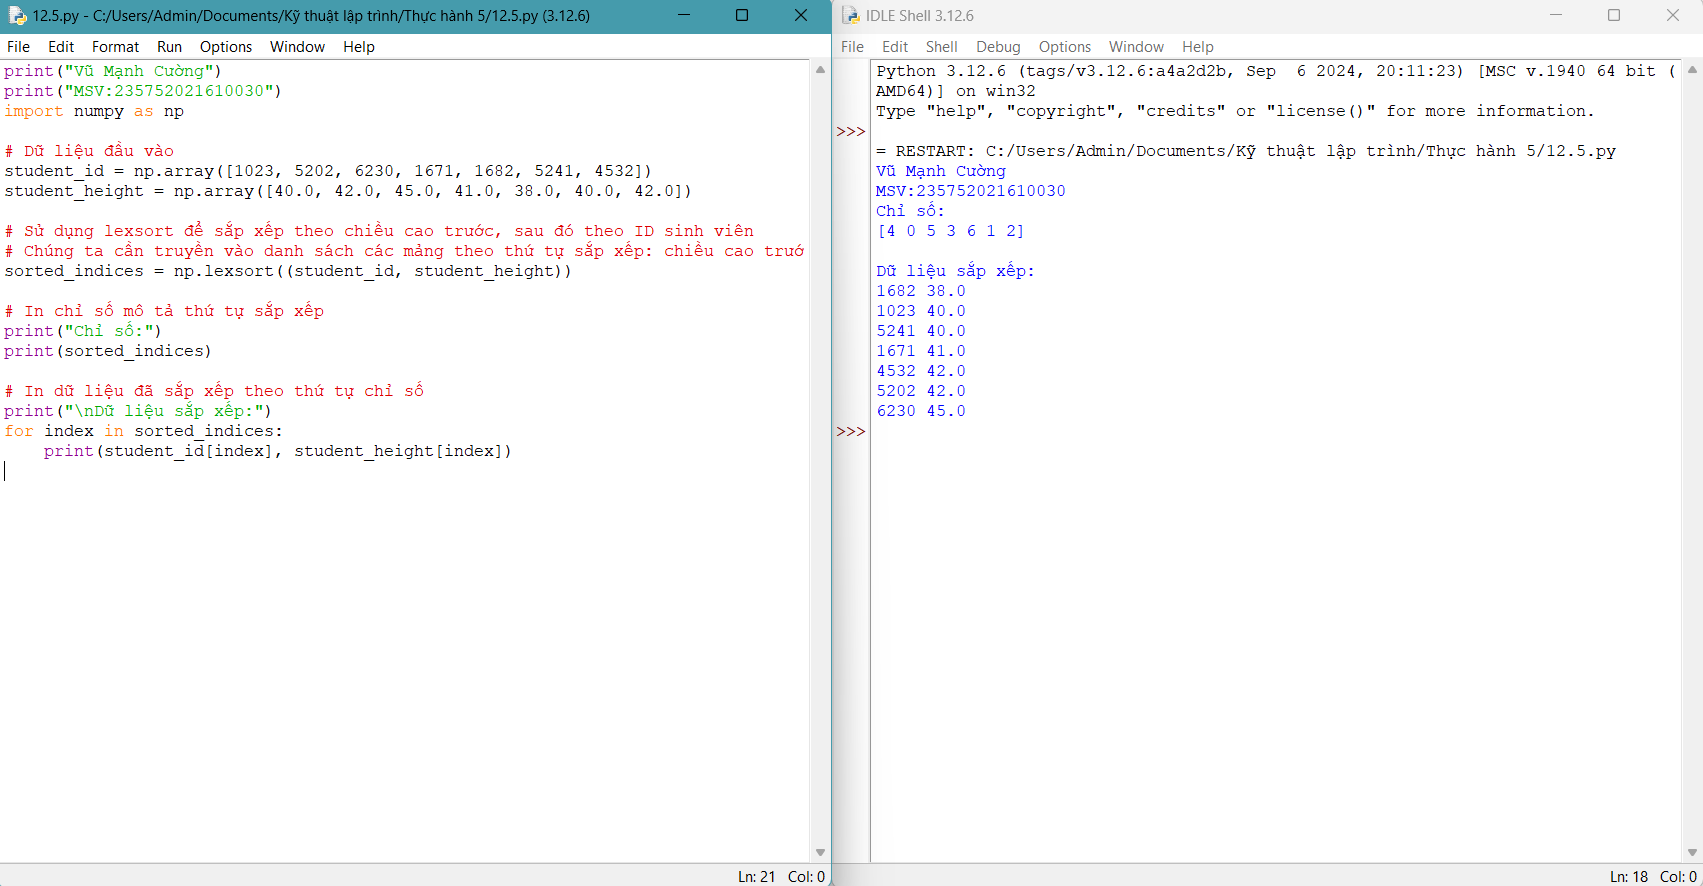 12.5.py - C:/Users/Admin/Documents/Kỹ thuật lập trình/Thực hành 5/12.5.py (3.12.6)
File Edit Format Run Options Window Help
print("Vũ Mạnh Cường")
print("MSV:235752021610030")
import numpy as np
# Dữ liệu đầu vào
student_id = np.array([1023, 5202, 6230, 1671, 1682, 5241, 4532])
student_height = np.array([40.0, 42.0, 45.0, 41.0, 38.0, 40.0, 42.0])
# Sử dụng lexsort để sắp xếp theo chiều cao trước, sau đó theo ID sinh viên
# Chúng ta cần truyền vào danh sách các mảng theo thứ tự sắp xếp: chiều cao trướ
sorted_indices = np.lexsort((student_id, student_height))
# In chỉ số mô tả thứ tự sắp xếp
print("Chỉ số:")
print(sorted_indices)
# In dữ liệu đã sắp xếp theo thứ tự chỉ số
print("\nDữ liệu sắp xếp:")
for index in sorted_indices:
    print(student_id[index], student_height[index])
Ln: 21 Col: 0
IDLE Shell 3.12.6
File Edit Shell Debug Options Window Help
Python 3.12.6 (tags/v3.12.6:a4a2d2b, Sep  6 2024, 20:11:23) [MSC v.1940 64 bit (
AMD64)] on win32
Type "help", "copyright", "credits" or "license()" for more information.
>>>
= RESTART: C:/Users/Admin/Documents/Kỹ thuật lập trình/Thực hành 5/12.5.py
Vũ Mạnh Cường
MSV:235752021610030
Chỉ số:
[4 0 5 3 6 1 2]
Dữ liệu sắp xếp:
1682 38.0
1023 40.0
5241 40.0
1671 41.0
4532 42.0
5202 42.0
6230 45.0
>>>
Ln: 18 Col: 0